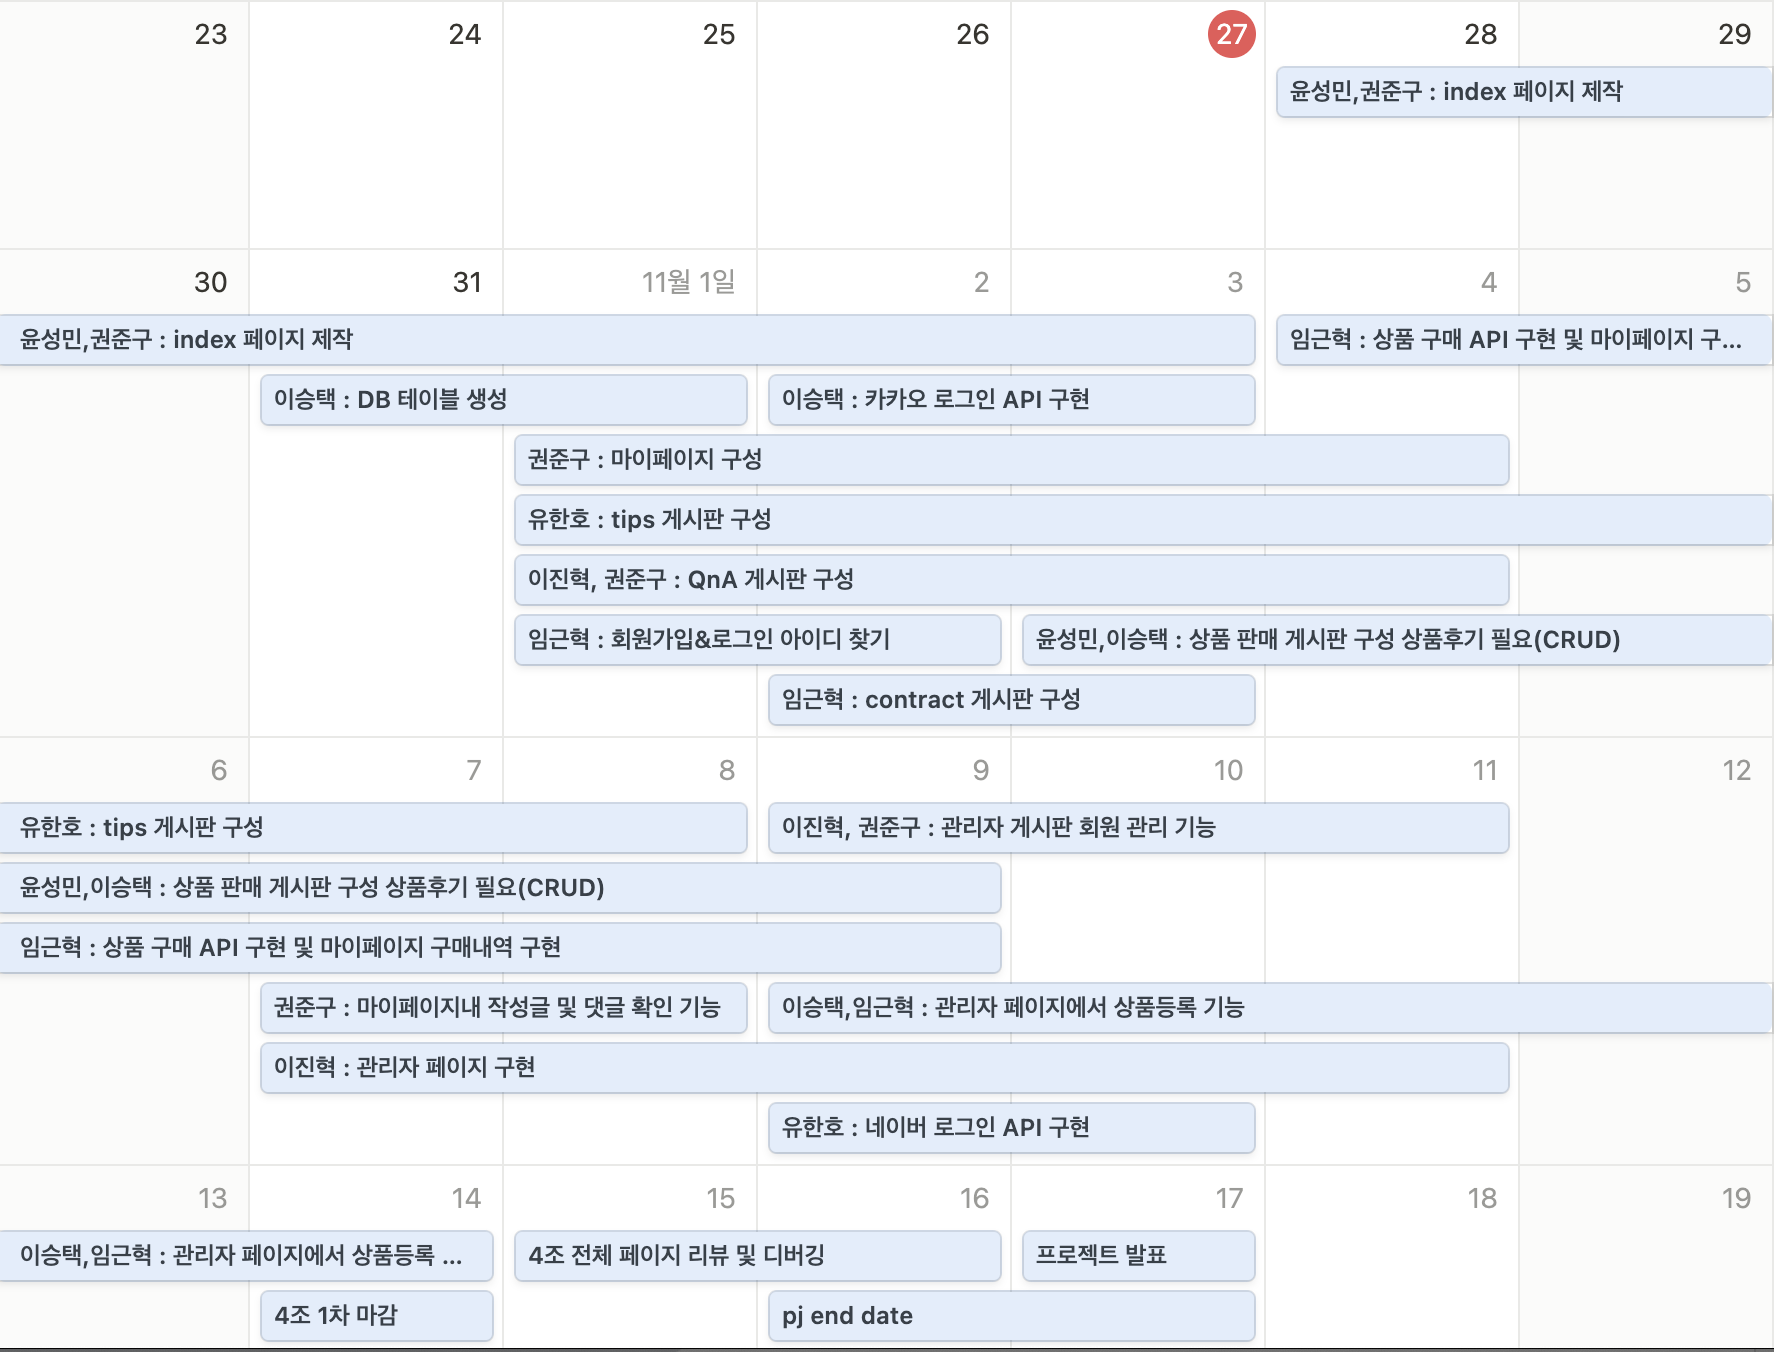 23
24
25
26
27
28
29
윤성민,권준구 : index 페이지 제작
30
31
11월 1일
2
3
4
5
윤성민,권준구 : index 페이지 제작
임근혁 : 상품 구매 API 구현 및 마이페이지 구...
이승택 : DB 테이블 생성
이승택 : 카카오 로그인 API 구현
권준구 : 마이페이지 구성
유한호 : tips 게시판 구성
이진혁, 권준구 : QnA 게시판 구성
임근혁 : 회원가입&로그인 아이디 찾기
윤성민,이승택 : 상품 판매 게시판 구성 상품후기 필요(CRUD)
임근혁 : contract 게시판 구성
6
7
8
9
10
11
12
유한호 : tips 게시판 구성
이진혁, 권준구 : 관리자 게시판 회원 관리 기능
윤성민,이승택 : 상품 판매 게시판 구성 상품후기 필요(CRUD)
임근혁 : 상품 구매 API 구현 및 마이페이지 구매내역 구현
권준구 : 마이페이지내 작성글 및 댓글 확인 기능
이승택,임근혁 : 관리자 페이지에서 상품등록 기능
이진혁 : 관리자 페이지 구현
유한호 : 네이버 로그인 API 구현
13
14
15
16
17
18
19
이승택,임근혁 : 관리자 페이지에서 상품등록 ...
4조 전체 페이지 리뷰 및 디버깅
프로젝트 발표
4조 1차 마감
pj end date